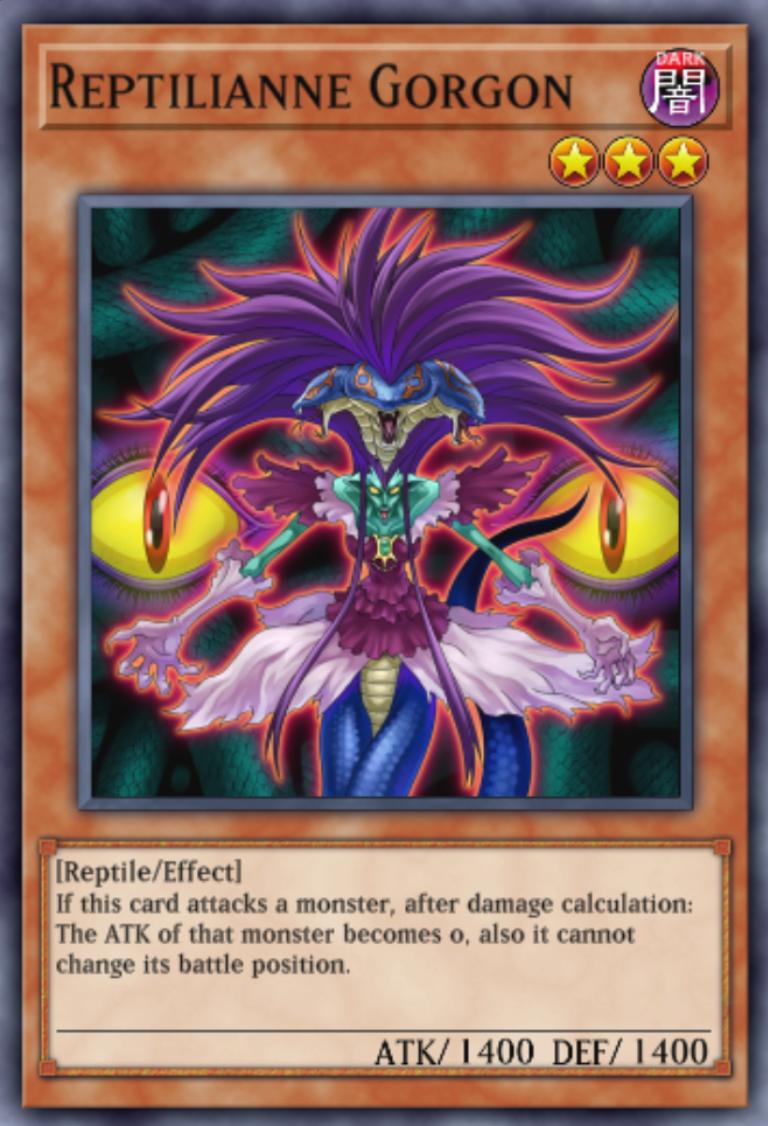 REPTILIANNE GORGON
DARK
闇
[Reptile/Effect]
If this card attacks a monster, after damage calculation:
The ATK of that monster becomes 0, also it cannot
change its battle position.
ATK/ 1400 DEF/ 1400